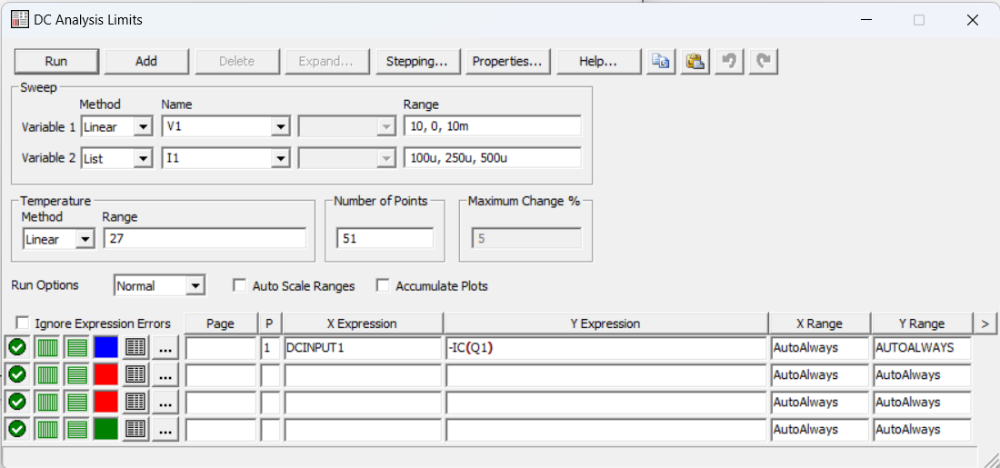 DC Analysis Limits
Run Add Delete Expand... Stepping... Properties... Help...
Sweep
Method Name Range
Variable 1 Linear V1 10, 0, 10m
Variable 2 List I1 100u, 250u, 500u
Temperature Number of Points Maximum Change %
Method Range
Linear 27 51 5
Run Options Normal Auto Scale Ranges Accumulate Plots
Ignore Expression Errors Page P X Expression Y Expression X Range Y Range >
... 1 DCINPUT1 -IC(Q1) AutoAlways AUTOALWAYS
... AutoAlways AutoAlways
... AutoAlways AutoAlways
... AutoAlways AutoAlways